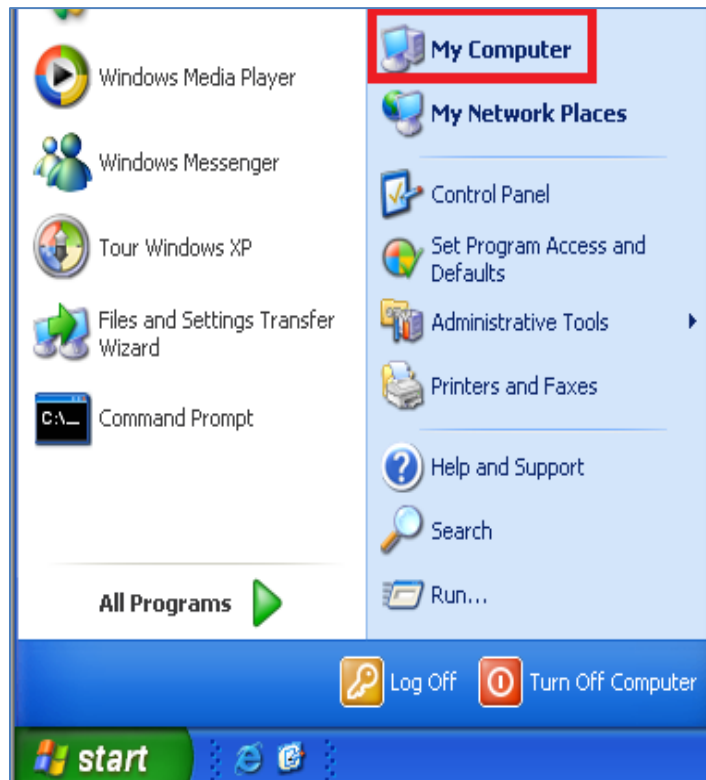 Windows Media Player
Windows Messenger
Tour Windows XP
Files and Settings Transfer
Wizard
C:\_
Command Prompt
All Programs
My Computer
My Network Places
Control Panel
Set Program Access and
Defaults
Administrative Tools
Printers and Faxes
Help and Support
Search
Run...
Log Off
Turn Off Computer
start